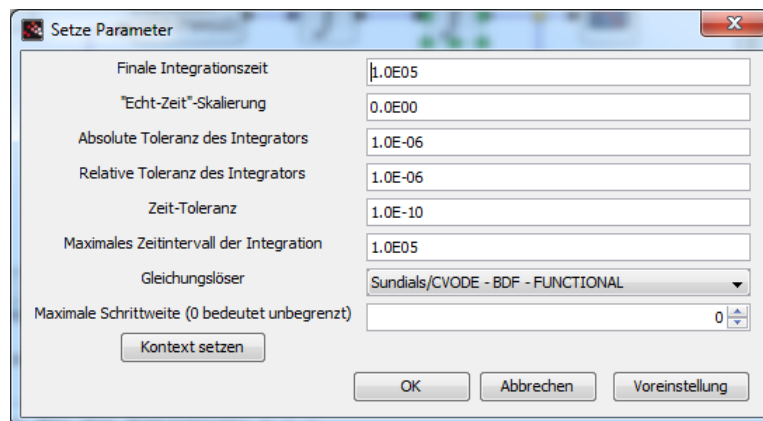 Setze Parameter
Finale Integrationszeit 1.0E05
"Echt-Zeit"-Skalierung 0.0E00
Absolute Toleranz des Integrators 1.0E-06
Relative Toleranz des Integrators 1.0E-06
Zeit-Toleranz 1.0E-10
Maximales Zeitintervall der Integration 1.0E05
Gleichungslöser Sundials/CVODE - BDF - FUNCTIONAL
Maximale Schrittweite (0 bedeutet unbegrenzt) 0
Kontext setzen
OK Abbrechen Voreinstellung